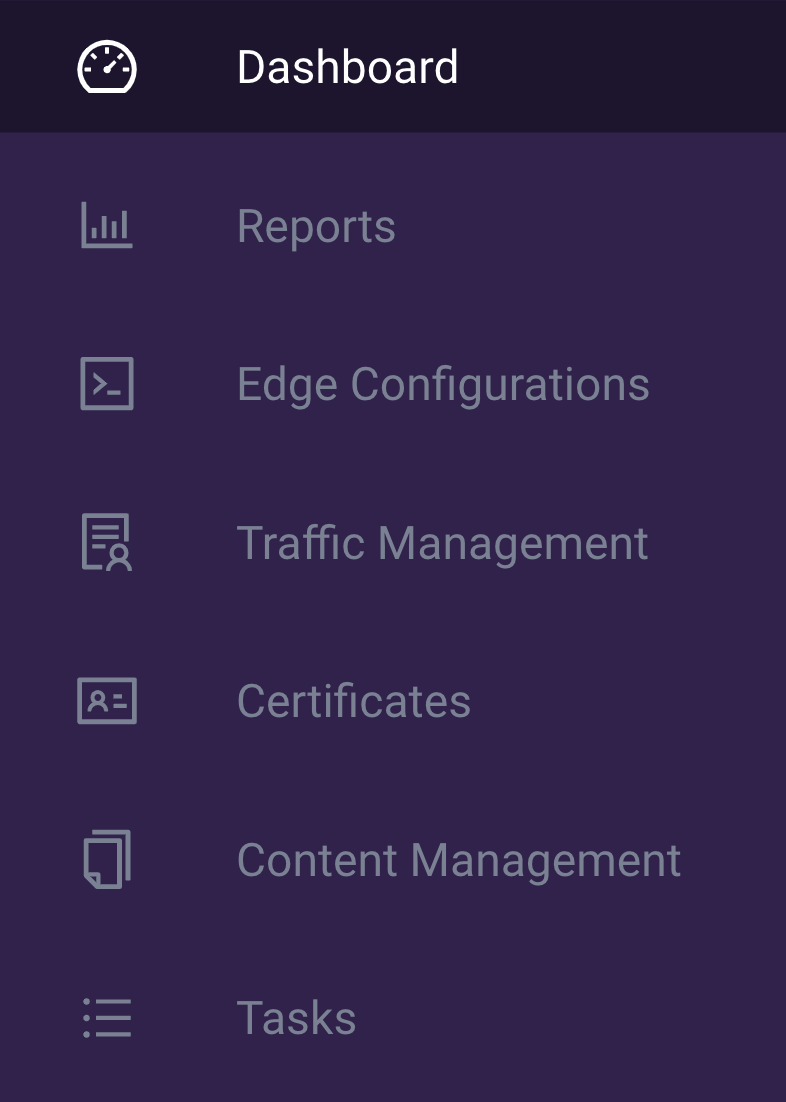 Dashboard
Reports
Edge Configurations
Traffic Management
Certificates
Content Management
Tasks